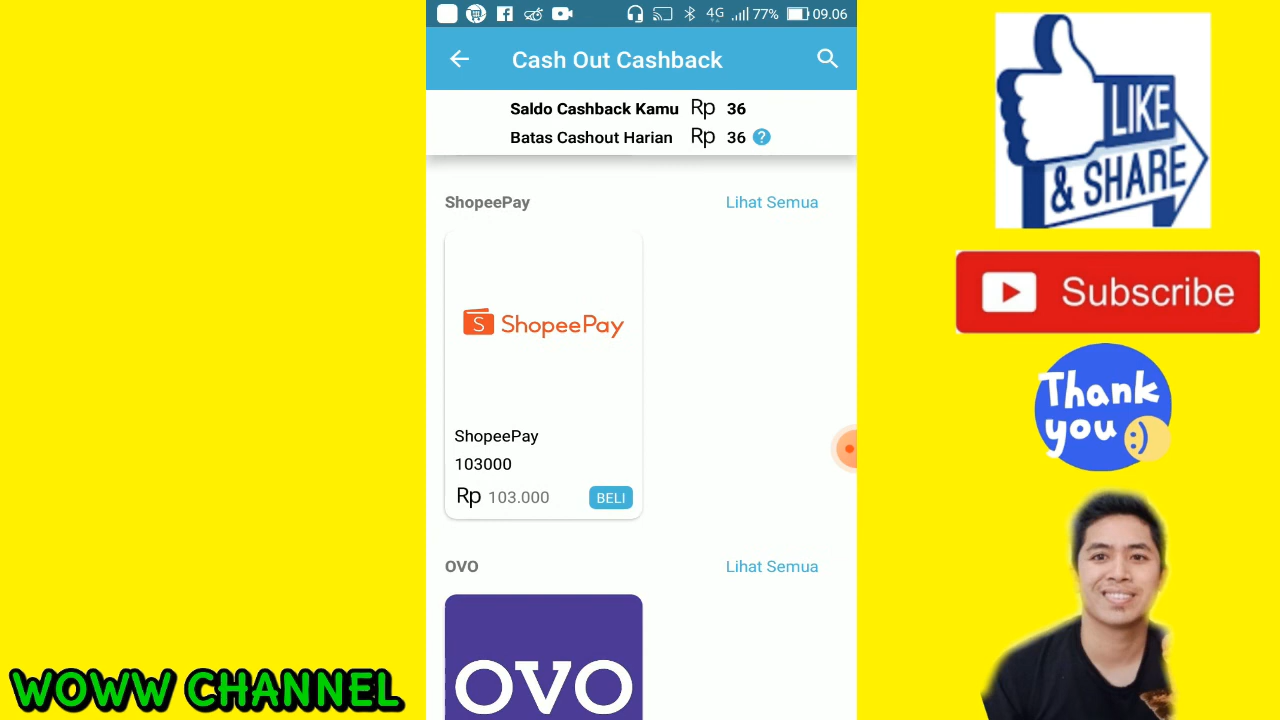 4G 77% 09.06
Cash Out Cashback
Saldo Cashback Kamu Rp 36
Batas Cashout Harian Rp 36 ?
ShopeePay Lihat Semua
S ShopeePay
ShopeePay
103000
Rp 103.000 BELI
OVO Lihat Semua
OVO
LIKE
& SHARE
Subscribe
Thank
you :)
WOWW CHANNEL